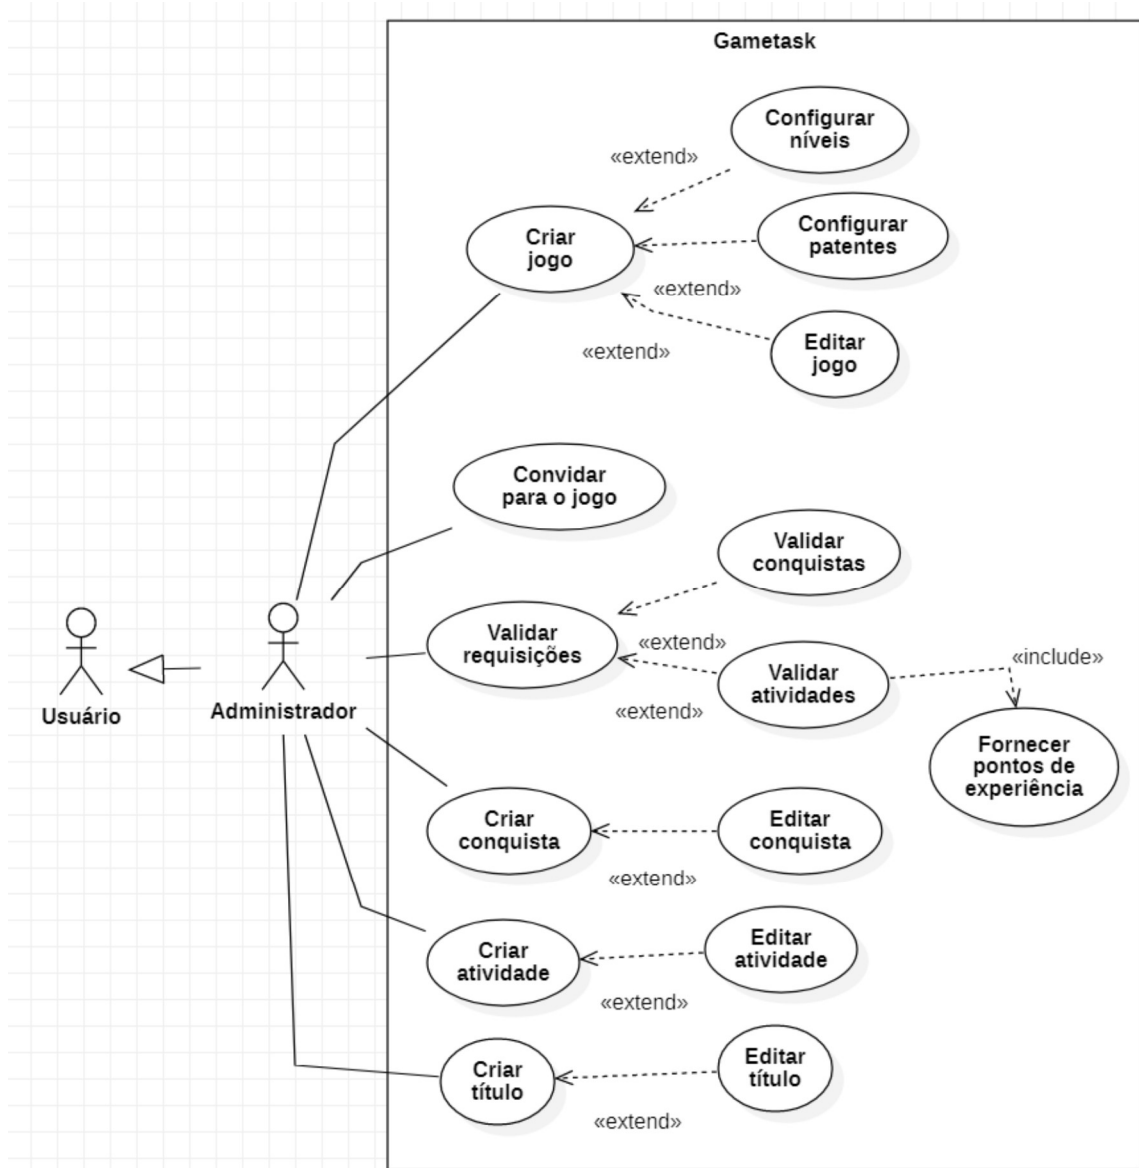 Gametask
Configurar
níveis
«extend»
Configurar
patentes
Criar
jogo
«extend»
Editar
jogo
«extend»
Convidar
para o jogo
Validar
conquistas
Validar
requisições
«extend»
Validar
atividades
«include»
«extend»
Usuário
Administrador
Fornecer
pontos de
experiência
Criar
conquista
Editar
conquista
«extend»
Criar
atividade
Editar
atividade
«extend»
Criar
título
Editar
título
«extend»